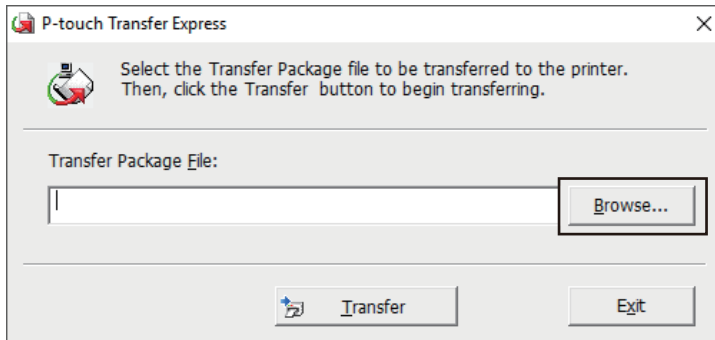 P-touch Transfer Express
Select the Transfer Package file to be transferred to the printer.
Then, click the Transfer button to begin transferring.
Transfer Package File:
Browse...
Transfer
Exit